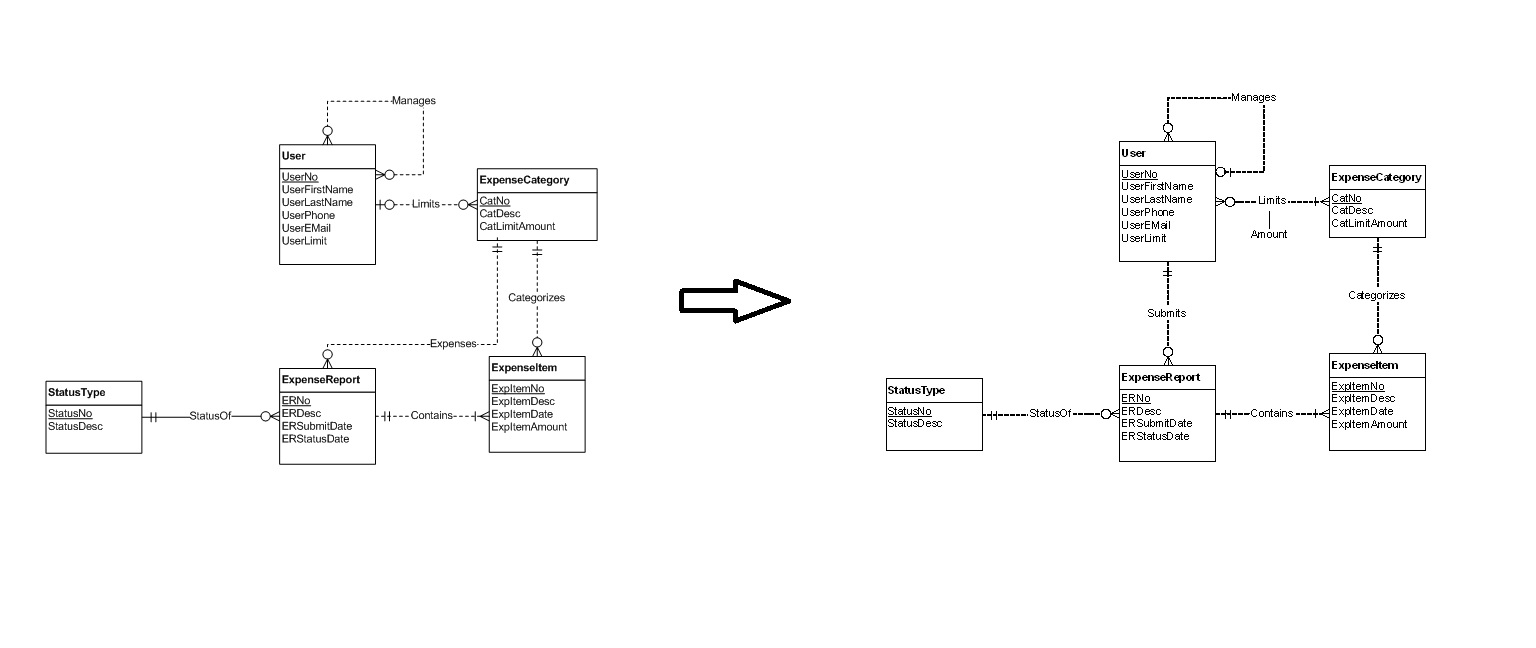 Manages
User
UserNo
UserFirstName
UserLastName
UserPhone
UserEMail
UserLimit
Limits
ExpenseCategory
CatNo
CatDesc
CatLimitAmount
Categorizes
Expenses
StatusType
StatusNo
StatusDesc
StatusOf
ExpenseReport
ERNo
ERDesc
ERSubmitDate
ERStatusDate
Contains
ExpenseItem
ExpItemNo
ExpItemDesc
ExpItemDate
ExpItemAmount
Manages
User
UserNo
UserFirstName
UserLastName
UserPhone
UserEMail
UserLimit
Limits
Amount
ExpenseCategory
CatNo
CatDesc
CatLimitAmount
Submits
Categorizes
StatusType
StatusNo
StatusDesc
StatusOf
ExpenseReport
ERNo
ERDesc
ERSubmitDate
ERStatusDate
Contains
ExpenseItem
ExpItemNo
ExpItemDesc
ExpItemDate
ExpItemAmount